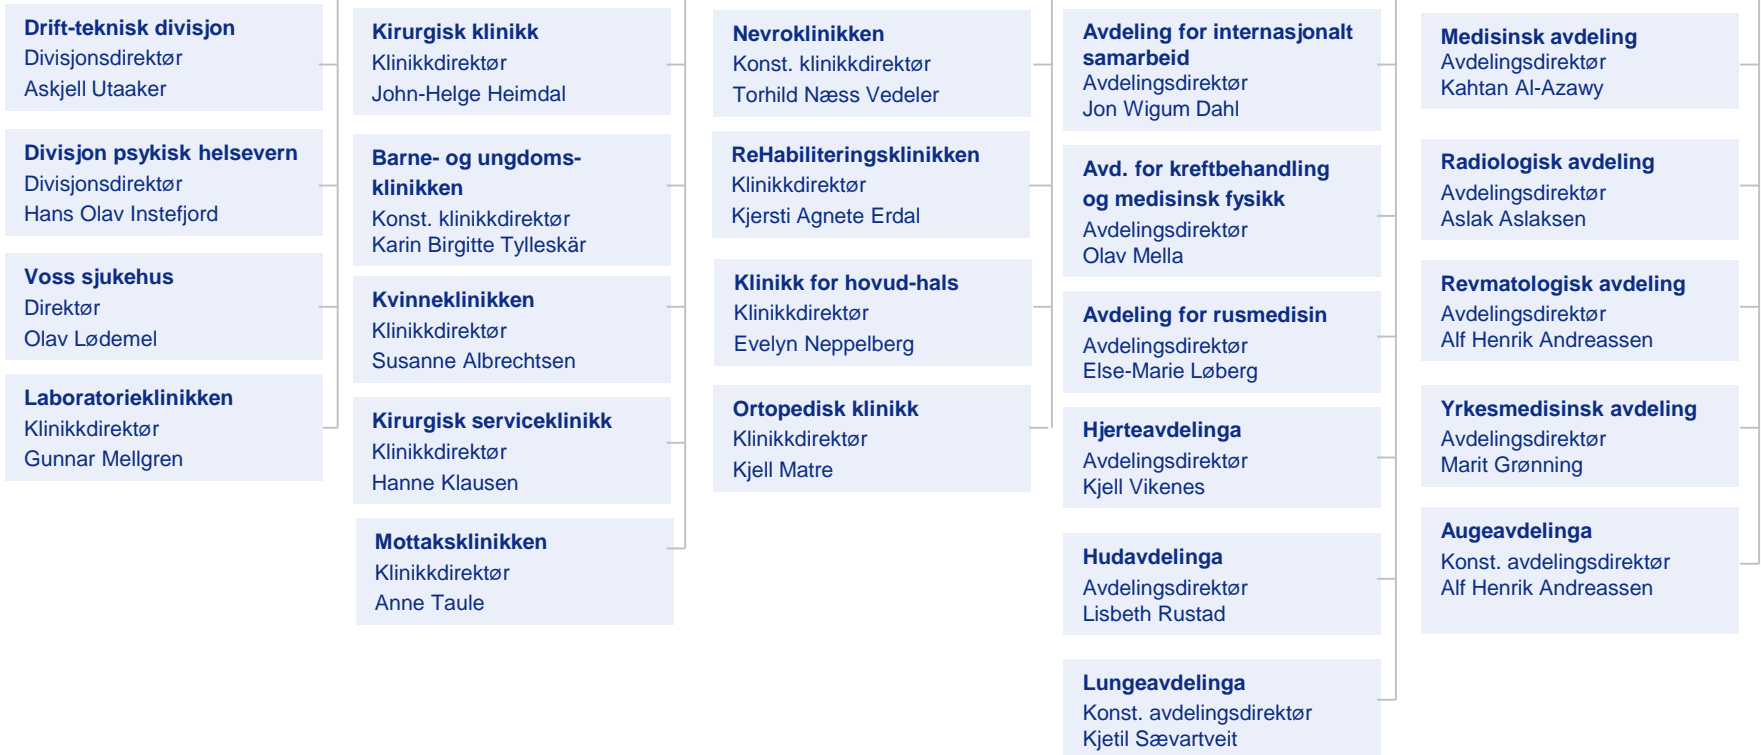 Drift-teknisk divisjon
Divisjonsdirektør
Askjell Utaaker
Divisjon psykisk helsevern
Divisjonsdirektør
Hans Olav Instefjord
Voss sjukehus
Direktør
Olav Lødemel
Laboratorieklinikken
Klinikkdirektør
Gunnar Mellgren
Kirurgisk klinikk
Klinikkdirektør
John-Helge Heimdal
Barne- og ungdoms-
klinikken
Konst. klinikkdirektør
Karin Birgitte Tylleskär
Kvinneklinikken
Klinikkdirektør
Susanne Albrechtsen
Kirurgisk serviceklinikk
Klinikkdirektør
Hanne Klausen
Mottaksklinikken
Klinikkdirektør
Anne Taule
Nevroklinikken
Konst. klinikkdirektør
Torhild Næss Vedeler
ReHabiliteringsklinikken
Klinikkdirektør
Kjersti Agnete Erdal
Klinikk for hovud-hals
Klinikkdirektør
Evelyn Neppelberg
Ortopedisk klinikk
Klinikkdirektør
Kjell Matre
Avdeling for internasjonalt
samarbeid
Avdelingsdirektør
Jon Wigum Dahl
Avd. for kreftbehandling
og medisinsk fysikk
Avdelingsdirektør
Olav Mella
Avdeling for rusmedisin
Avdelingsdirektør
Else-Marie Løberg
Hjerteavdelinga
Avdelingsdirektør
Kjell Vikenes
Hudavdelinga
Avdelingsdirektør
Lisbeth Rustad
Lungeavdelinga
Konst. avdelingsdirektør
Kjetil Sævartveit
Medisinsk avdeling
Avdelingsdirektør
Kahtan Al-Azawy
Radiologisk avdeling
Avdelingsdirektør
Aslak Aslaksen
Revmatologisk avdeling
Avdelingsdirektør
Alf Henrik Andreassen
Yrkesmedisinsk avdeling
Avdelingsdirektør
Marit Grønning
Augeavdelinga
Konst. avdelingsdirektør
Alf Henrik Andreassen